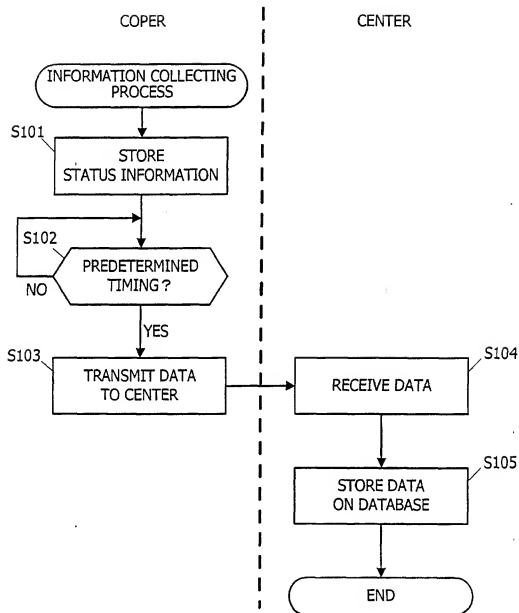 COPER
CENTER
INFORMATION COLLECTING
PROCESS
S101
STORE
STATUS INFORMATION
S102
PREDETERMINED
TIMING?
NO
YES
S103
TRANSMIT DATA
TO CENTER
S104
RECEIVE DATA
S105
STORE DATA
ON DATABASE
END